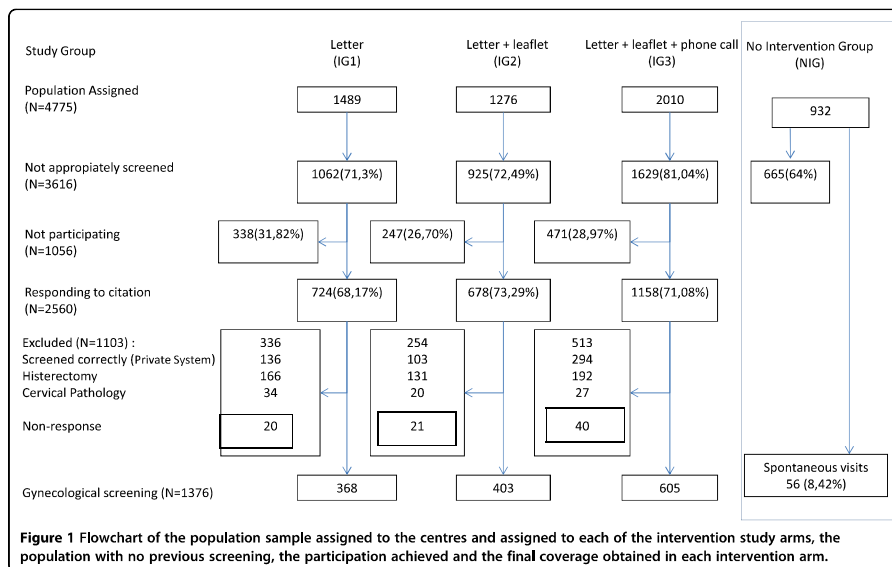 Study Group
Letter
(IG1)
Letter + leaflet
(IG2)
Letter + leaflet + phone call
(IG3)
No Intervention Group
(NIG)
Population Assigned
(N=4775)
1489
1276
2010
932
Not appropiately screened
(N=3616)
1062(71,3%)
925(72,49%)
1629(81,04%)
665(64%)
Not participating
(N=1056)
338(31,82%)
247(26,70%)
471(28,97%)
Responding to citation
(N=2560)
724(68,17%)
678(73,29%)
1158(71,08%)
Excluded (N=1103) :
336
254
513
Screened correctly (Private System)
136
103
294
Histerectomy
166
131
192
Cervical Pathology
34
20
27
Non-response
20
21
40
Gynecological screening (N=1376)
368
403
605
Spontaneous visits
56 (8,42%)
Figure 1 Flowchart of the population sample assigned to the centres and assigned to each of the intervention study arms, the
population with no previous screening, the participation achieved and the final coverage obtained in each intervention arm.